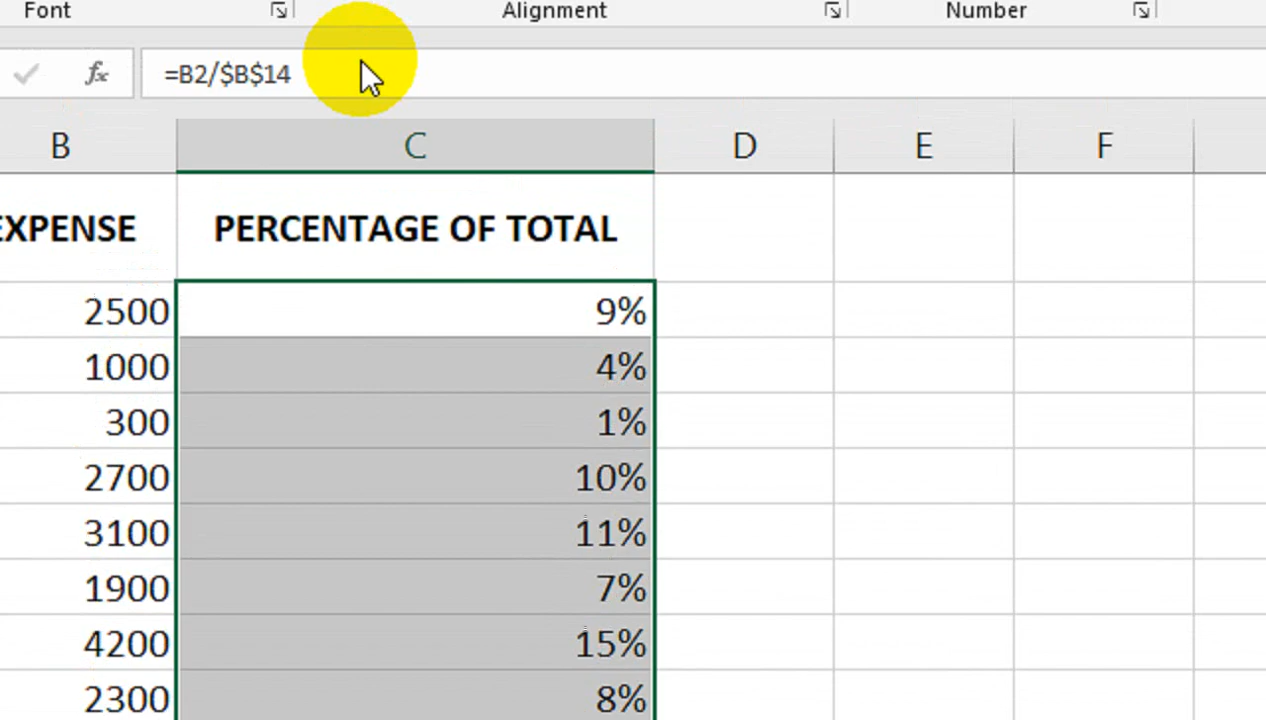 Font Alignment Number
fx =B2/$B$14
B C D E F
EXPENSE PERCENTAGE OF TOTAL
2500 9%
1000 4%
300 1%
2700 10%
3100 11%
1900 7%
4200 15%
2300 8%